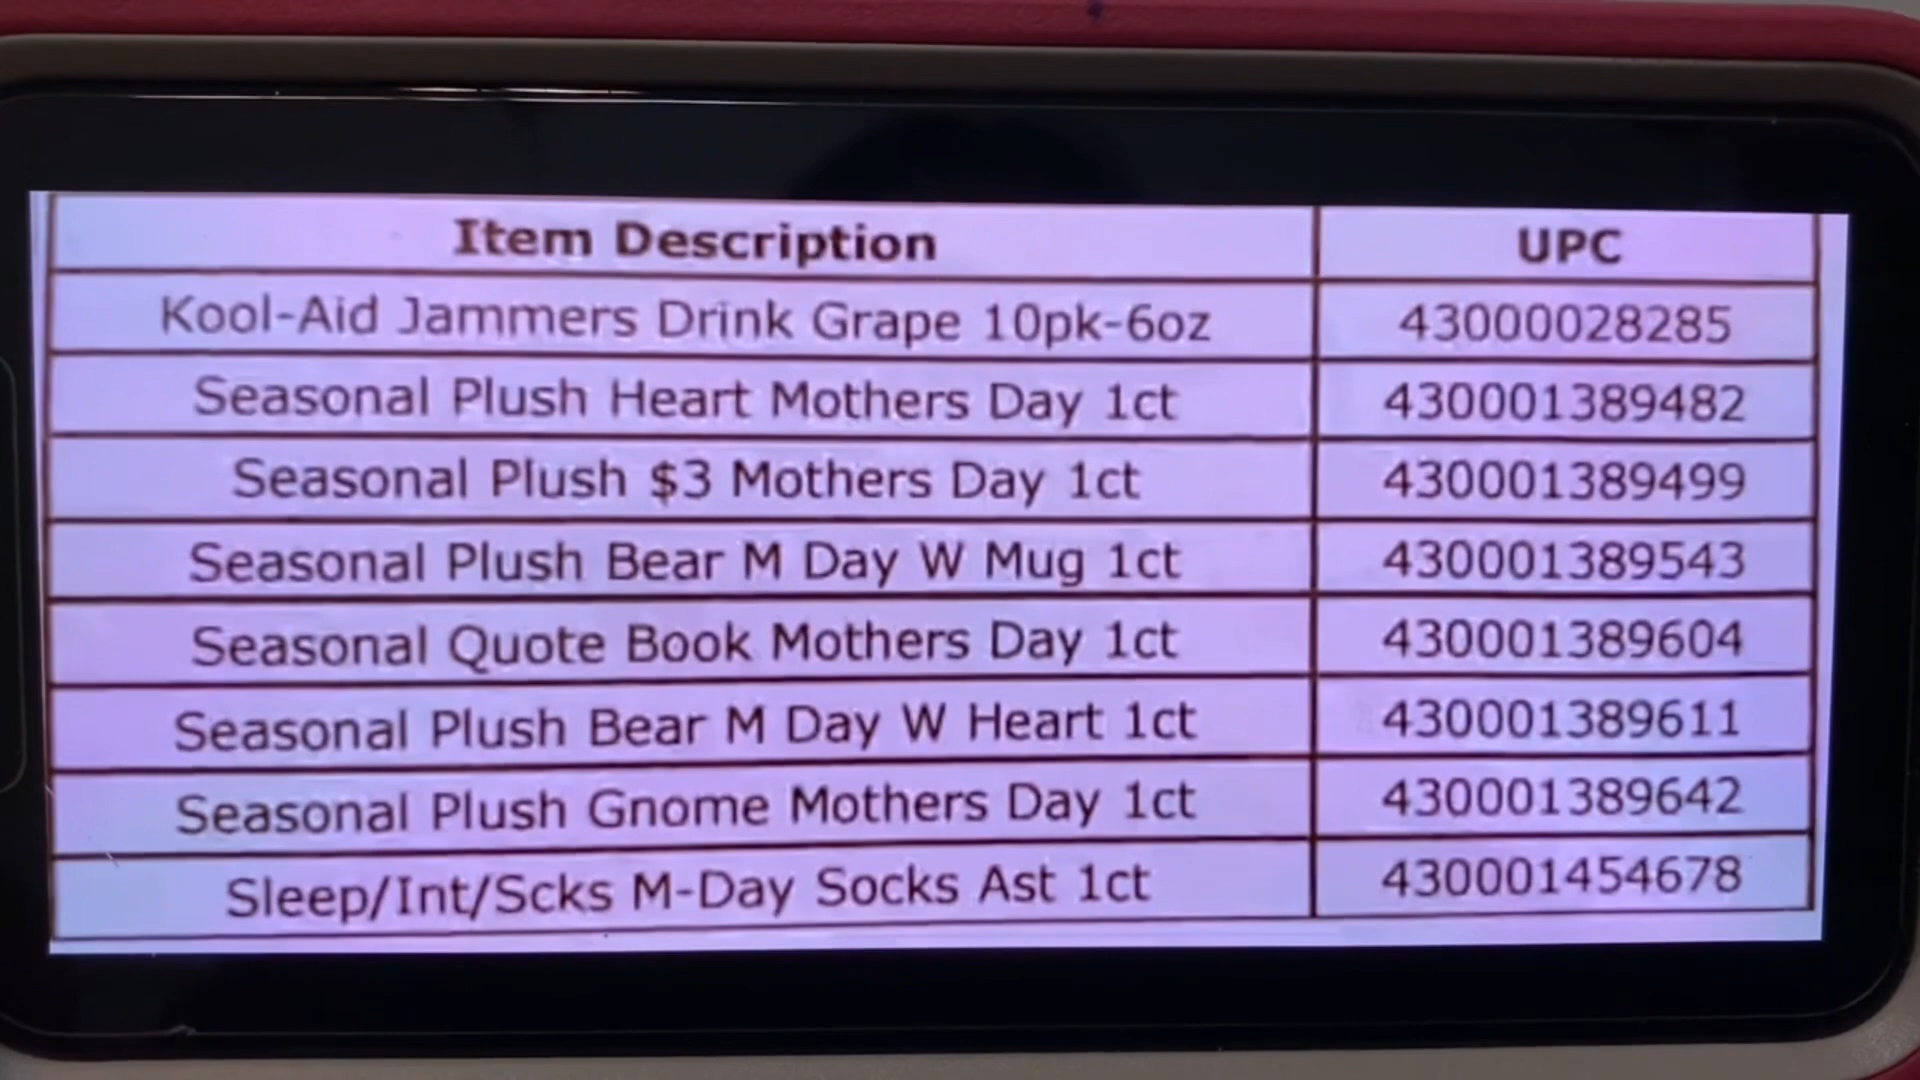 Item Description UPC
Kool-Aid Jammers Drink Grape 10pk-6oz 43000028285
Seasonal Plush Heart Mothers Day 1ct 430001389482
Seasonal Plush $3 Mothers Day 1ct 430001389499
Seasonal Plush Bear M Day W Mug 1ct 430001389543
Seasonal Quote Book Mothers Day 1ct 430001389604
Seasonal Plush Bear M Day W Heart 1ct 430001389611
Seasonal Plush Gnome Mothers Day 1ct 430001389642
Sleep/Int/Scks M-Day Socks Ast 1ct 430001454678